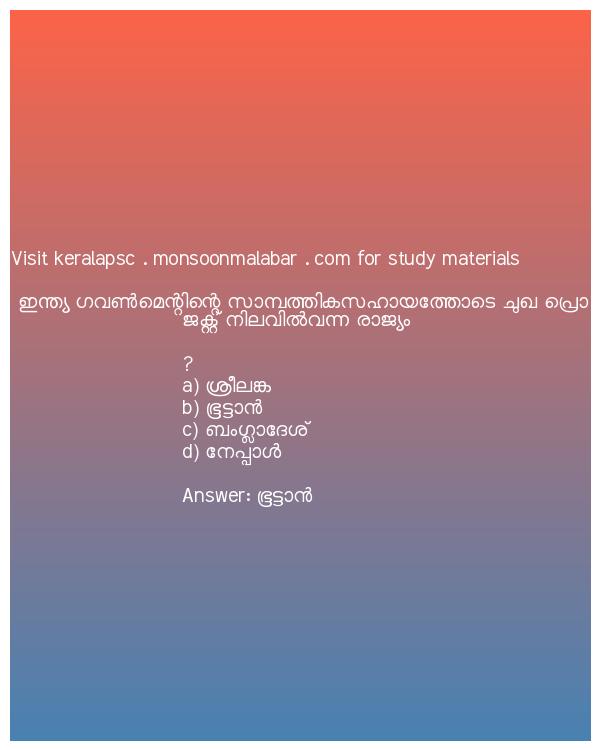 Visit keralapsc . monsoonmalabar . com for study materials
ഇന്ത്യ ഗവൺമെന്റിന്റെ സാമ്പത്തികസഹായത്തോടെ ചുഖ പ്രൊ
ജക്റ്റ് നിലവിൽവന്ന രാജ്യം
?
a) ശ്രീലങ്ക
b) ഭൂട്ടാൻ
c) ബംഗ്ലാദേശ്
d) നേപ്പാൾ
Answer: ഭൂട്ടാൻ